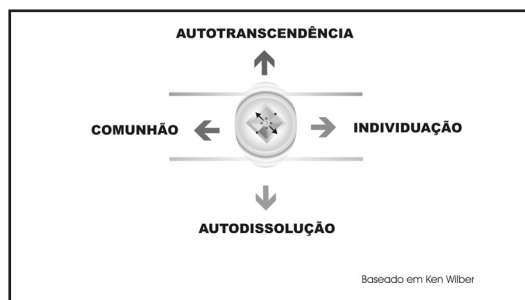 AUTOTRANSCENDÊNCIA
COMUNHÃO
INDIVIDUAÇÃO
AUTODISSOLUÇÃO
Baseado em Ken Wilber